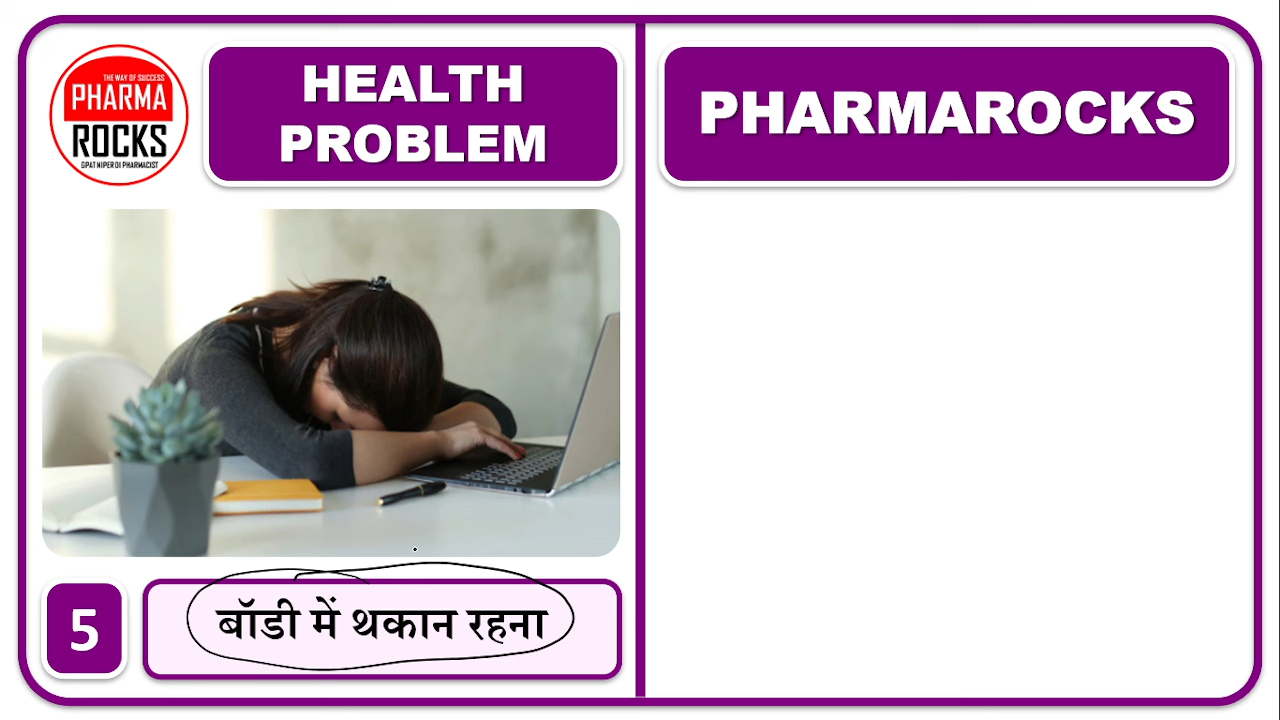 THE WAY OF SUCCESS
PHARMA
ROCKS
GPAT NIPER DI PHARMACIST
HEALTH
PROBLEM
PHARMAROCKS
5
बॉडी में थकान रहना